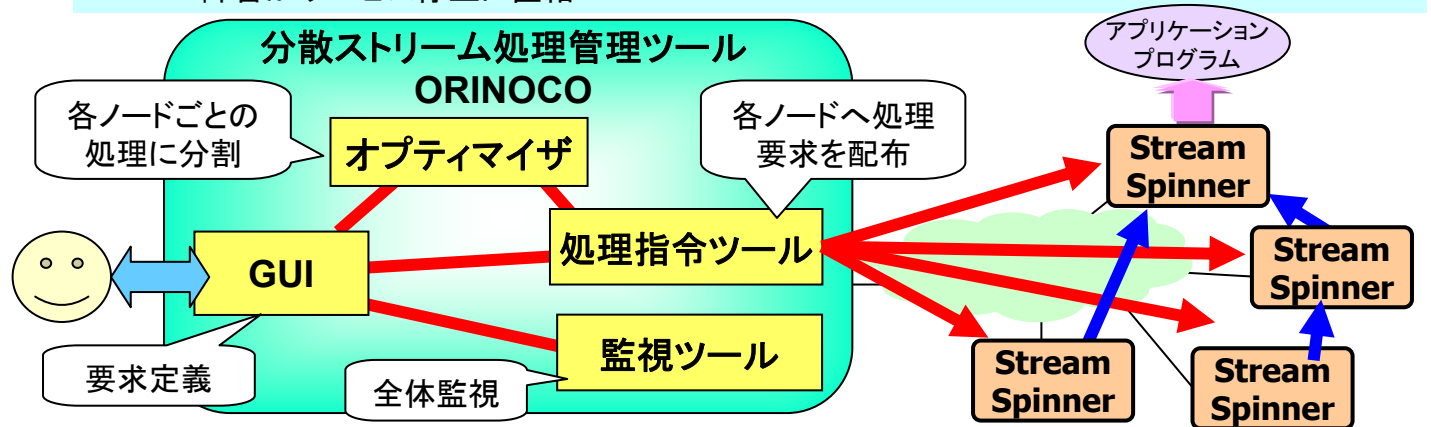 分散ストリーム処理管理ツール
ORINOCO
各ノードごとの
処理に分割
オプティマイザ
各ノードへ処理
要求を配布
GUI
処理指令ツール
監視ツール
要求定義
全体監視
アプリケーション
プログラム
Stream
Spinner
Stream
Spinner
Stream
Spinner
Stream
Spinner